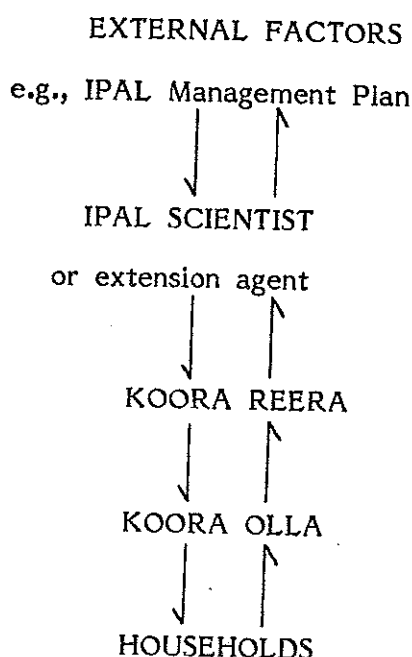 EXTERNAL FACTORS
e.g., IPAL Management Plan
IPAL SCIENTIST
or extension agent
KOORA REERA
KOORA OLLA
HOUSEHOLDS